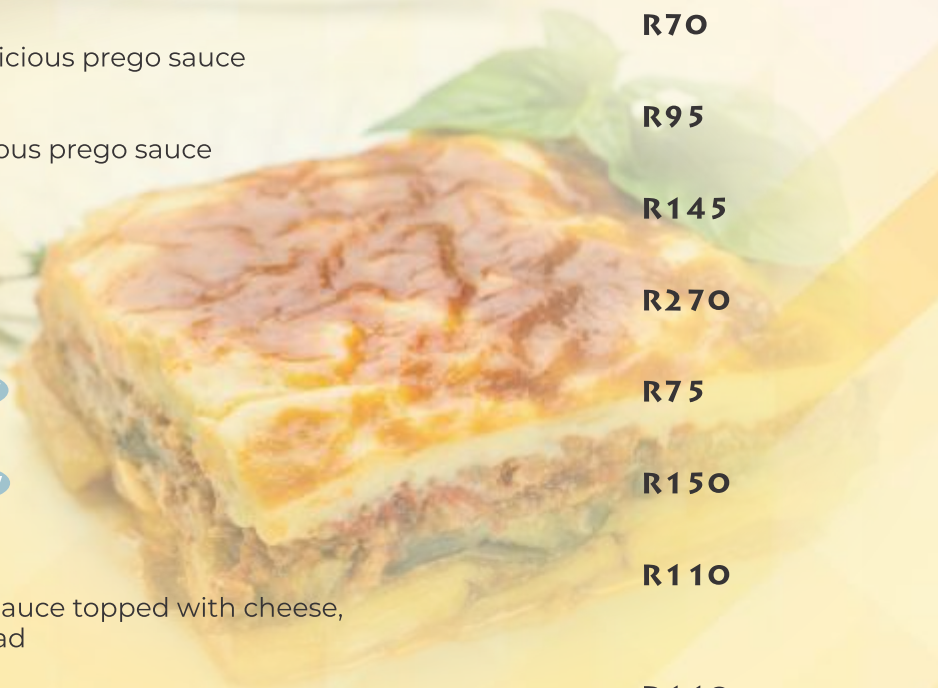 R70
icious prego sauce
R95
ous prego sauce
R145
R270
R75
R150
R110
auce topped with cheese,
ad